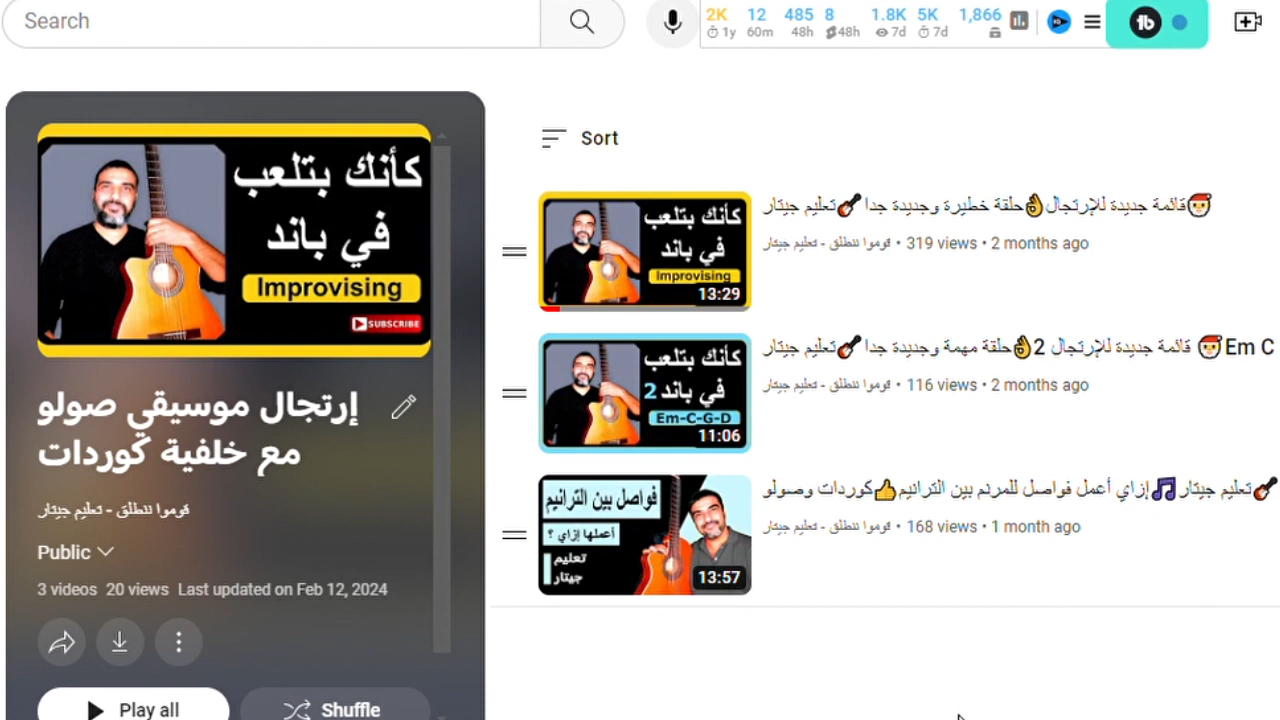 Search
2K 12 485 8 1.8K 5K 1,866
1y 60m 48h 48h 7d 7d
كأنك بتلعب
في باند
Improvising
SUBSCRIBE
إرتجال موسيقي صولو
مع خلفية كوردات
قوموا ننطلق - تعليم جيتار
Public
3 videos 20 views Last updated on Feb 12, 2024
Play all
Shuffle
Sort
كأنك بتلعب
في باند
Improvising
13:29
🎅قائمة جديدة للإرتجال👌حلقة خطيرة وجديدة جدا🎸تعليم جيتار
قوموا ننطلق - تعليم جيتار • 319 views • 2 months ago
كأنك بتلعب
في باند 2
Em-C-G-D
11:06
Em C🎅 قائمة جديدة للإرتجال 2👌حلقة مهمة وجديدة جدا🎸تعليم جيتار
قوموا ننطلق - تعليم جيتار • 116 views • 2 months ago
فواصل بين الترانيم
أعملها إزاي ؟
تعليم
جيتار
13:57
🎸تعليم جيتار🎵إزاي أعمل فواصل للمرنم بين الترانيم👍كوردات وصولو
قوموا ننطلق - تعليم جيتار • 168 views • 1 month ago